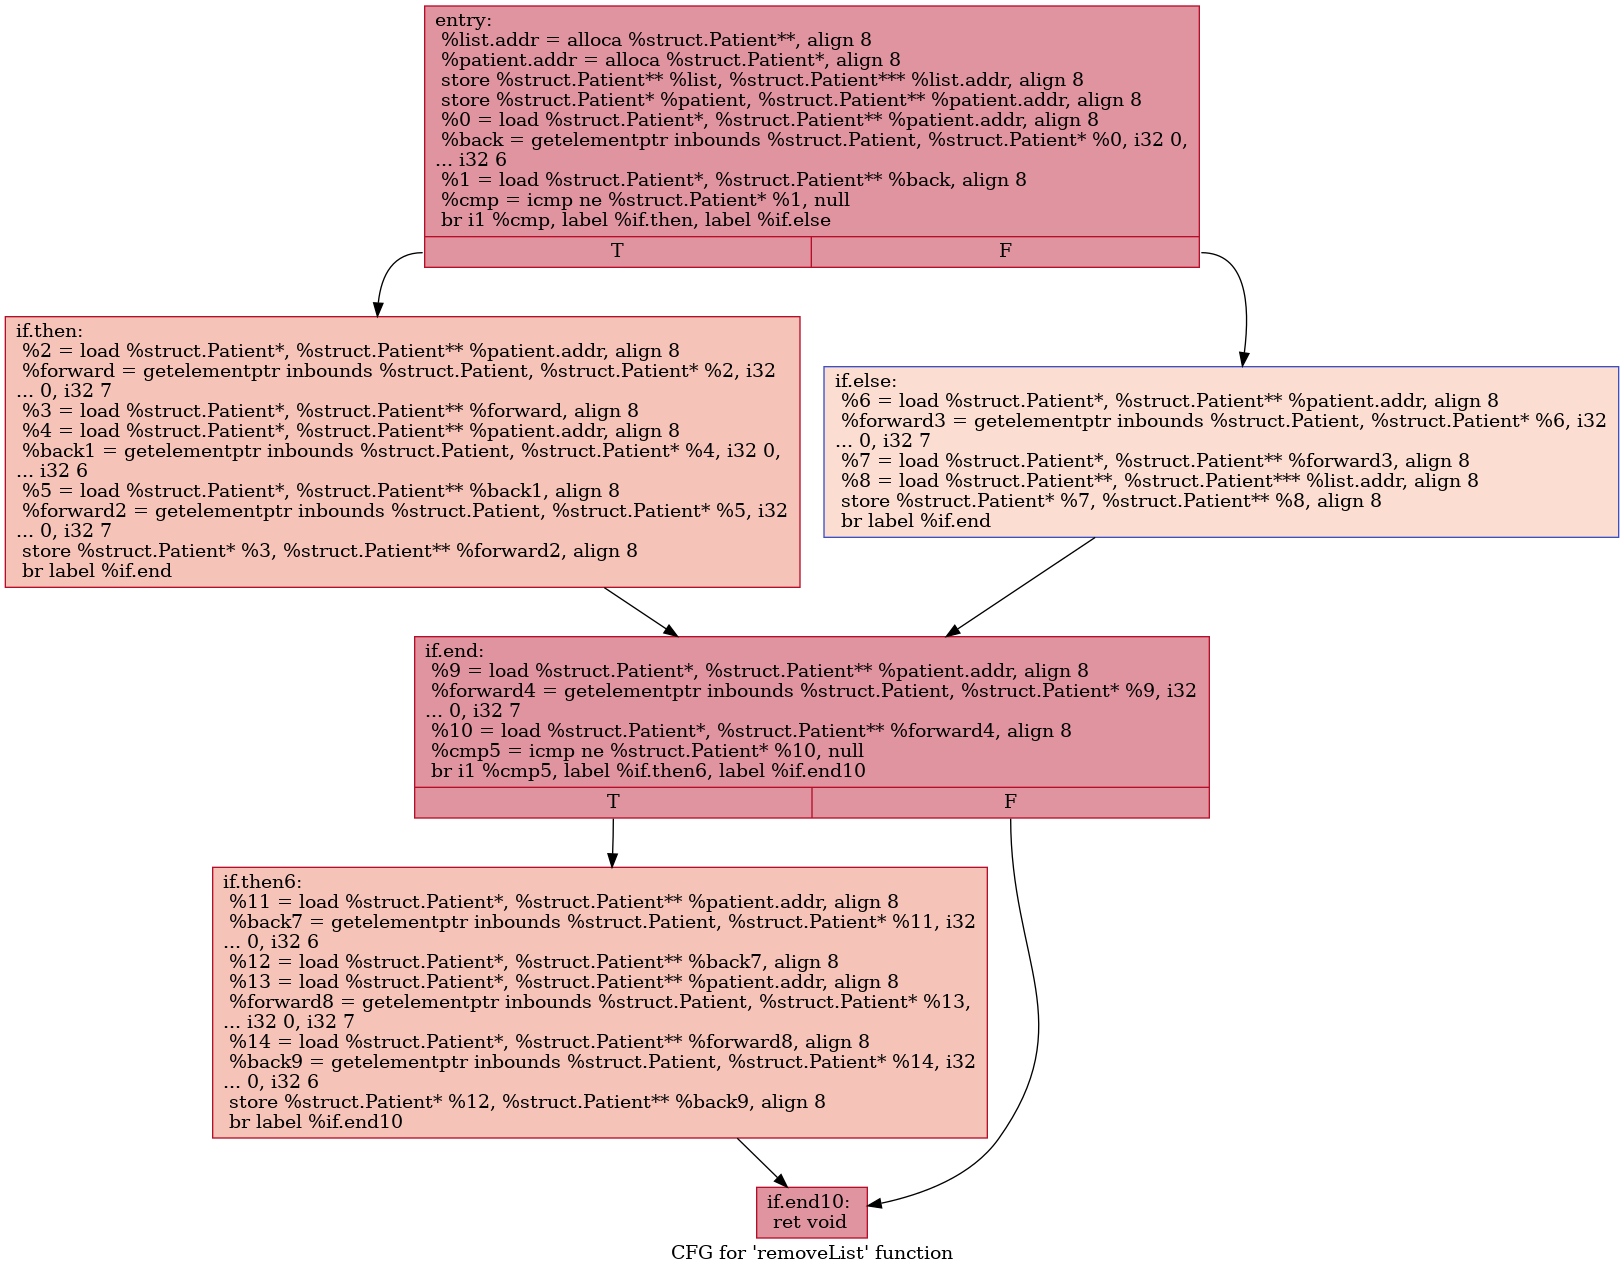 entry:
%list.addr = alloca %struct.Patient**, align 8
%patient.addr = alloca %struct.Patient*, align 8
store %struct.Patient** %list, %struct.Patient*** %list.addr, align 8
store %struct.Patient* %patient, %struct.Patient** %patient.addr, align 8
%0 = load %struct.Patient*, %struct.Patient** %patient.addr, align 8
%back = getelementptr inbounds %struct.Patient, %struct.Patient* %0, i32 0,
... i32 6
%1 = load %struct.Patient*, %struct.Patient** %back, align 8
%cmp = icmp ne %struct.Patient* %1, null
br i1 %cmp, label %if.then, label %if.else
T F
if.then:
%2 = load %struct.Patient*, %struct.Patient** %patient.addr, align 8
%forward = getelementptr inbounds %struct.Patient, %struct.Patient* %2, i32
... 0, i32 7
%3 = load %struct.Patient*, %struct.Patient** %forward, align 8
%4 = load %struct.Patient*, %struct.Patient** %patient.addr, align 8
%back1 = getelementptr inbounds %struct.Patient, %struct.Patient* %4, i32 0,
... i32 6
%5 = load %struct.Patient*, %struct.Patient** %back1, align 8
%forward2 = getelementptr inbounds %struct.Patient, %struct.Patient* %5, i32
... 0, i32 7
store %struct.Patient* %3, %struct.Patient** %forward2, align 8
br label %if.end
if.else:
%6 = load %struct.Patient*, %struct.Patient** %patient.addr, align 8
%forward3 = getelementptr inbounds %struct.Patient, %struct.Patient* %6, i32
... 0, i32 7
%7 = load %struct.Patient*, %struct.Patient** %forward3, align 8
%8 = load %struct.Patient**, %struct.Patient*** %list.addr, align 8
store %struct.Patient* %7, %struct.Patient** %8, align 8
br label %if.end
if.end:
%9 = load %struct.Patient*, %struct.Patient** %patient.addr, align 8
%forward4 = getelementptr inbounds %struct.Patient, %struct.Patient* %9, i32
... 0, i32 7
%10 = load %struct.Patient*, %struct.Patient** %forward4, align 8
%cmp5 = icmp ne %struct.Patient* %10, null
br i1 %cmp5, label %if.then6, label %if.end10
T F
if.then6:
%11 = load %struct.Patient*, %struct.Patient** %patient.addr, align 8
%back7 = getelementptr inbounds %struct.Patient, %struct.Patient* %11, i32
... 0, i32 6
%12 = load %struct.Patient*, %struct.Patient** %back7, align 8
%13 = load %struct.Patient*, %struct.Patient** %patient.addr, align 8
%forward8 = getelementptr inbounds %struct.Patient, %struct.Patient* %13,
... i32 0, i32 7
%14 = load %struct.Patient*, %struct.Patient** %forward8, align 8
%back9 = getelementptr inbounds %struct.Patient, %struct.Patient* %14, i32
... 0, i32 6
store %struct.Patient* %12, %struct.Patient** %back9, align 8
br label %if.end10
if.end10:
ret void
CFG for 'removeList' function